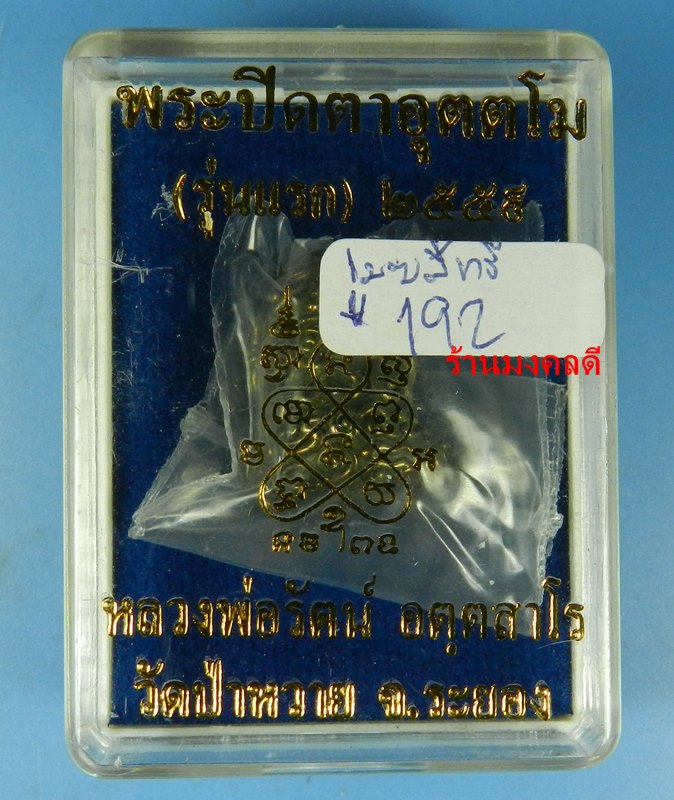 พระปิดตาอุตตโม
(รุ่นแรก) ๒๕๕๕
# 192
ร้านมงคลดี
หลวงพ่อรัตน์ อตฺตสาโร
วัดป่าหวาย จ.ระยอง